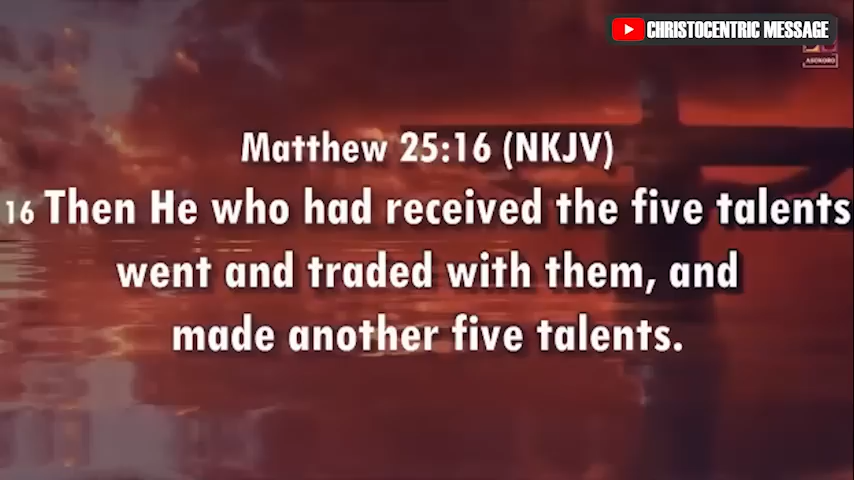 CHRISTOCENTRIC MESSAGE
ASOKORO
Matthew 25:16 (NKJV)
16 Then He who had received the five talents
went and traded with them, and
made another five talents.